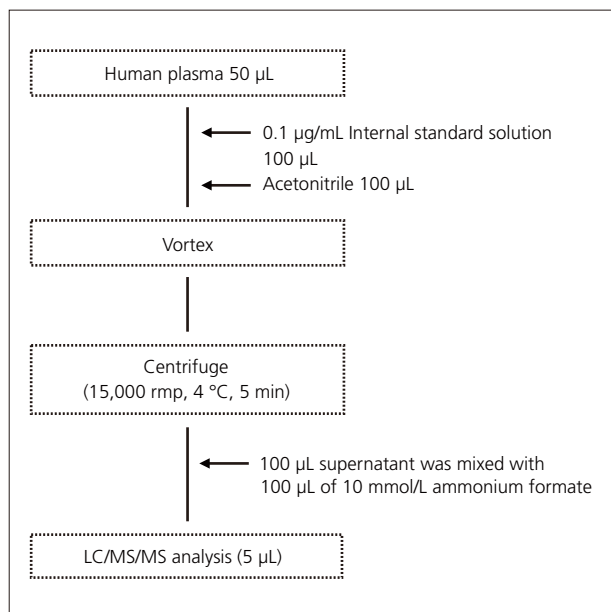 Human plasma 50 µL
0.1 µg/mL Internal standard solution
100 µL
Acetonitrile 100 µL
Vortex
Centrifuge
(15,000 rmp, 4 °C, 5 min)
100 µL supernatant was mixed with
100 µL of 10 mmol/L ammonium formate
LC/MS/MS analysis (5 µL)